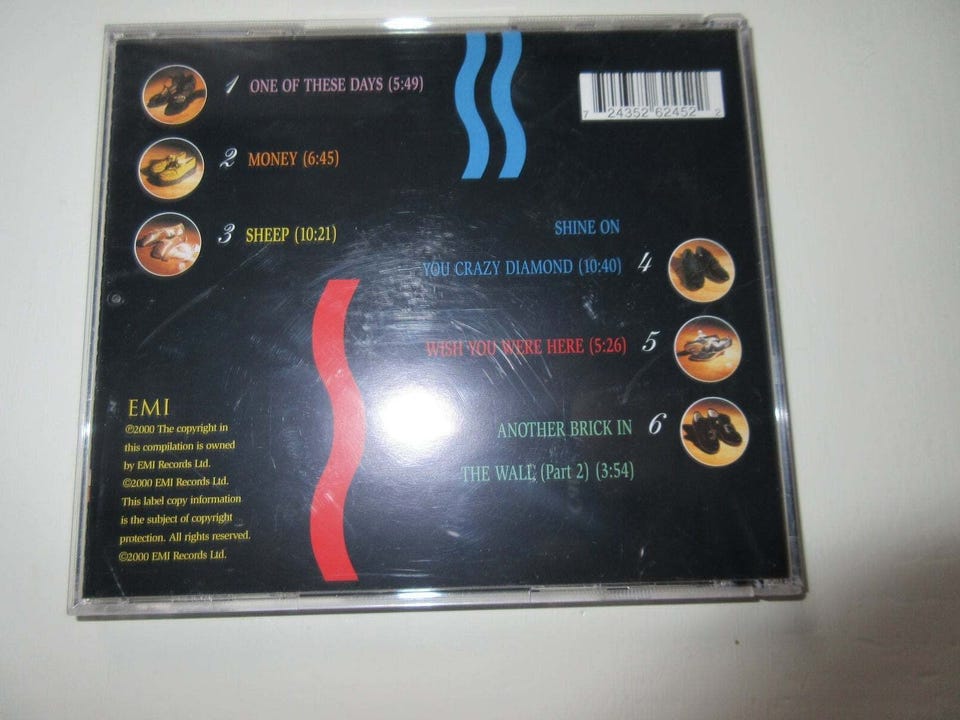 1 ONE OF THESE DAYS (5:49)
2 MONEY (6:45)
3 SHEEP (10:21)
7 24352 62452 2
SHINE ON
YOU CRAZY DIAMOND (10:40) 4
WISH YOU WERE HERE (5:26) 5
ANOTHER BRICK IN 6
THE WALL (Part 2) (3:54)
EMI
℗2000 The copyright in
this compilation is owned
by EMI Records Ltd.
©2000 EMI Records Ltd.
This label copy information
is the subject of copyright
protection. All rights reserved.
©2000 EMI Records Ltd.